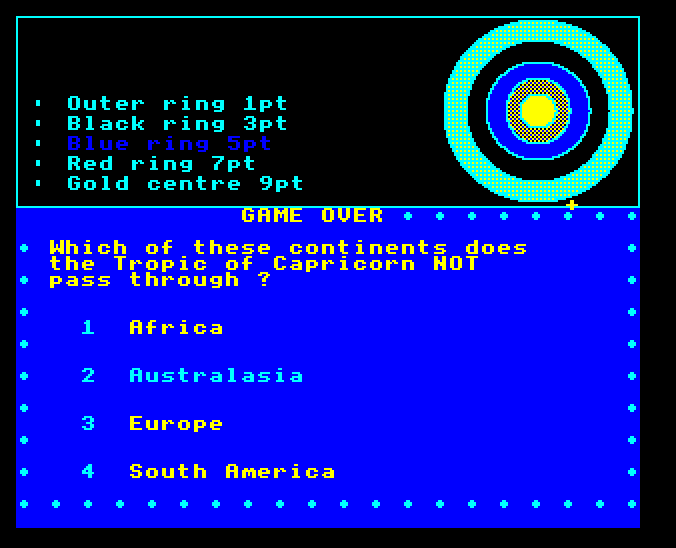 Outer ring 1pt
Black ring 3pt
Blue ring 5pt
Red ring 7pt
Gold centre 9pt
GAME OVER
Which of these continents does
the Tropic of Capricorn NOT
pass through ?
1 Africa
2 Australasia
3 Europe
4 South America